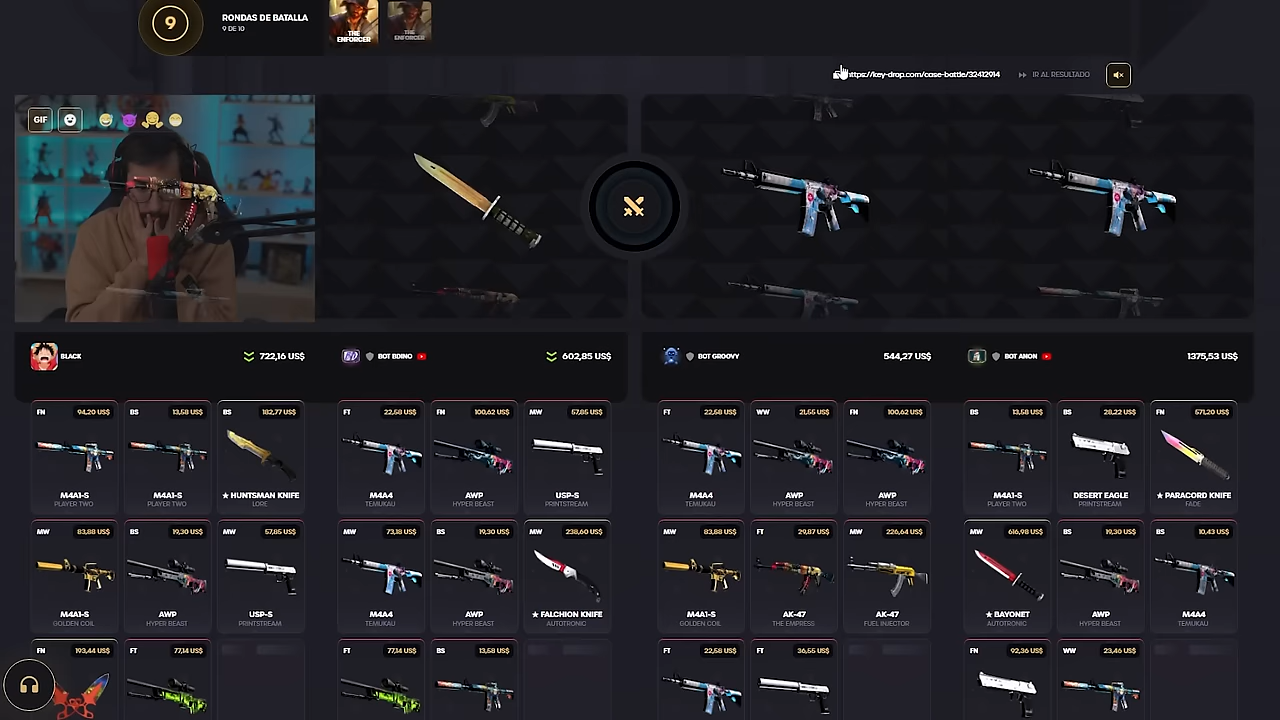 9
RONDAS DE BATALLA
9 DE 10
THE ENFORCER
THE ENFORCER
https://key-drop.com/case-battle/32412914
IR AL RESULTADO
GIF
BLACK
722,16 US$
BOT BDINO
602,85 US$
BOT GROOVY
544,27 US$
BOT ANON
1375,53 US$
FN 94,20 US$
BS 13,58 US$
BS 182,77 US$
FT 22,58 US$
FN 100,62 US$
MW 57,85 US$
FT 22,58 US$
WW 21,55 US$
FN 100,62 US$
BS 13,58 US$
BS 28,22 US$
FN 571,20 US$
M4A1-S
PLAYER TWO
M4A1-S
PLAYER TWO
★ HUNTSMAN KNIFE
LORE
M4A4
TEMUKAU
AWP
HYPER BEAST
USP-S
PRINTSTREAM
M4A4
TEMUKAU
AWP
HYPER BEAST
AWP
HYPER BEAST
M4A1-S
PLAYER TWO
DESERT EAGLE
PRINTSTREAM
★ PARACORD KNIFE
FADE
MW 83,88 US$
BS 19,30 US$
MW 57,85 US$
MW 73,18 US$
BS 19,30 US$
MW 238,60 US$
MW 83,88 US$
FT 29,87 US$
MW 226,64 US$
MW 616,98 US$
BS 19,30 US$
BS 10,43 US$
M4A1-S
GOLDEN COIL
AWP
HYPER BEAST
USP-S
PRINTSTREAM
M4A4
TEMUKAU
AWP
HYPER BEAST
★ FALCHION KNIFE
AUTOTRONIC
M4A1-S
GOLDEN COIL
AK-47
THE EMPRESS
AK-47
FUEL INJECTOR
★ BAYONET
AUTOTRONIC
AWP
HYPER BEAST
M4A4
TEMUKAU
FN 193,44 US$
FT 77,14 US$
FT 77,14 US$
BS 13,58 US$
FT 22,58 US$
FT 36,55 US$
FN 92,36 US$
WW 23,46 US$